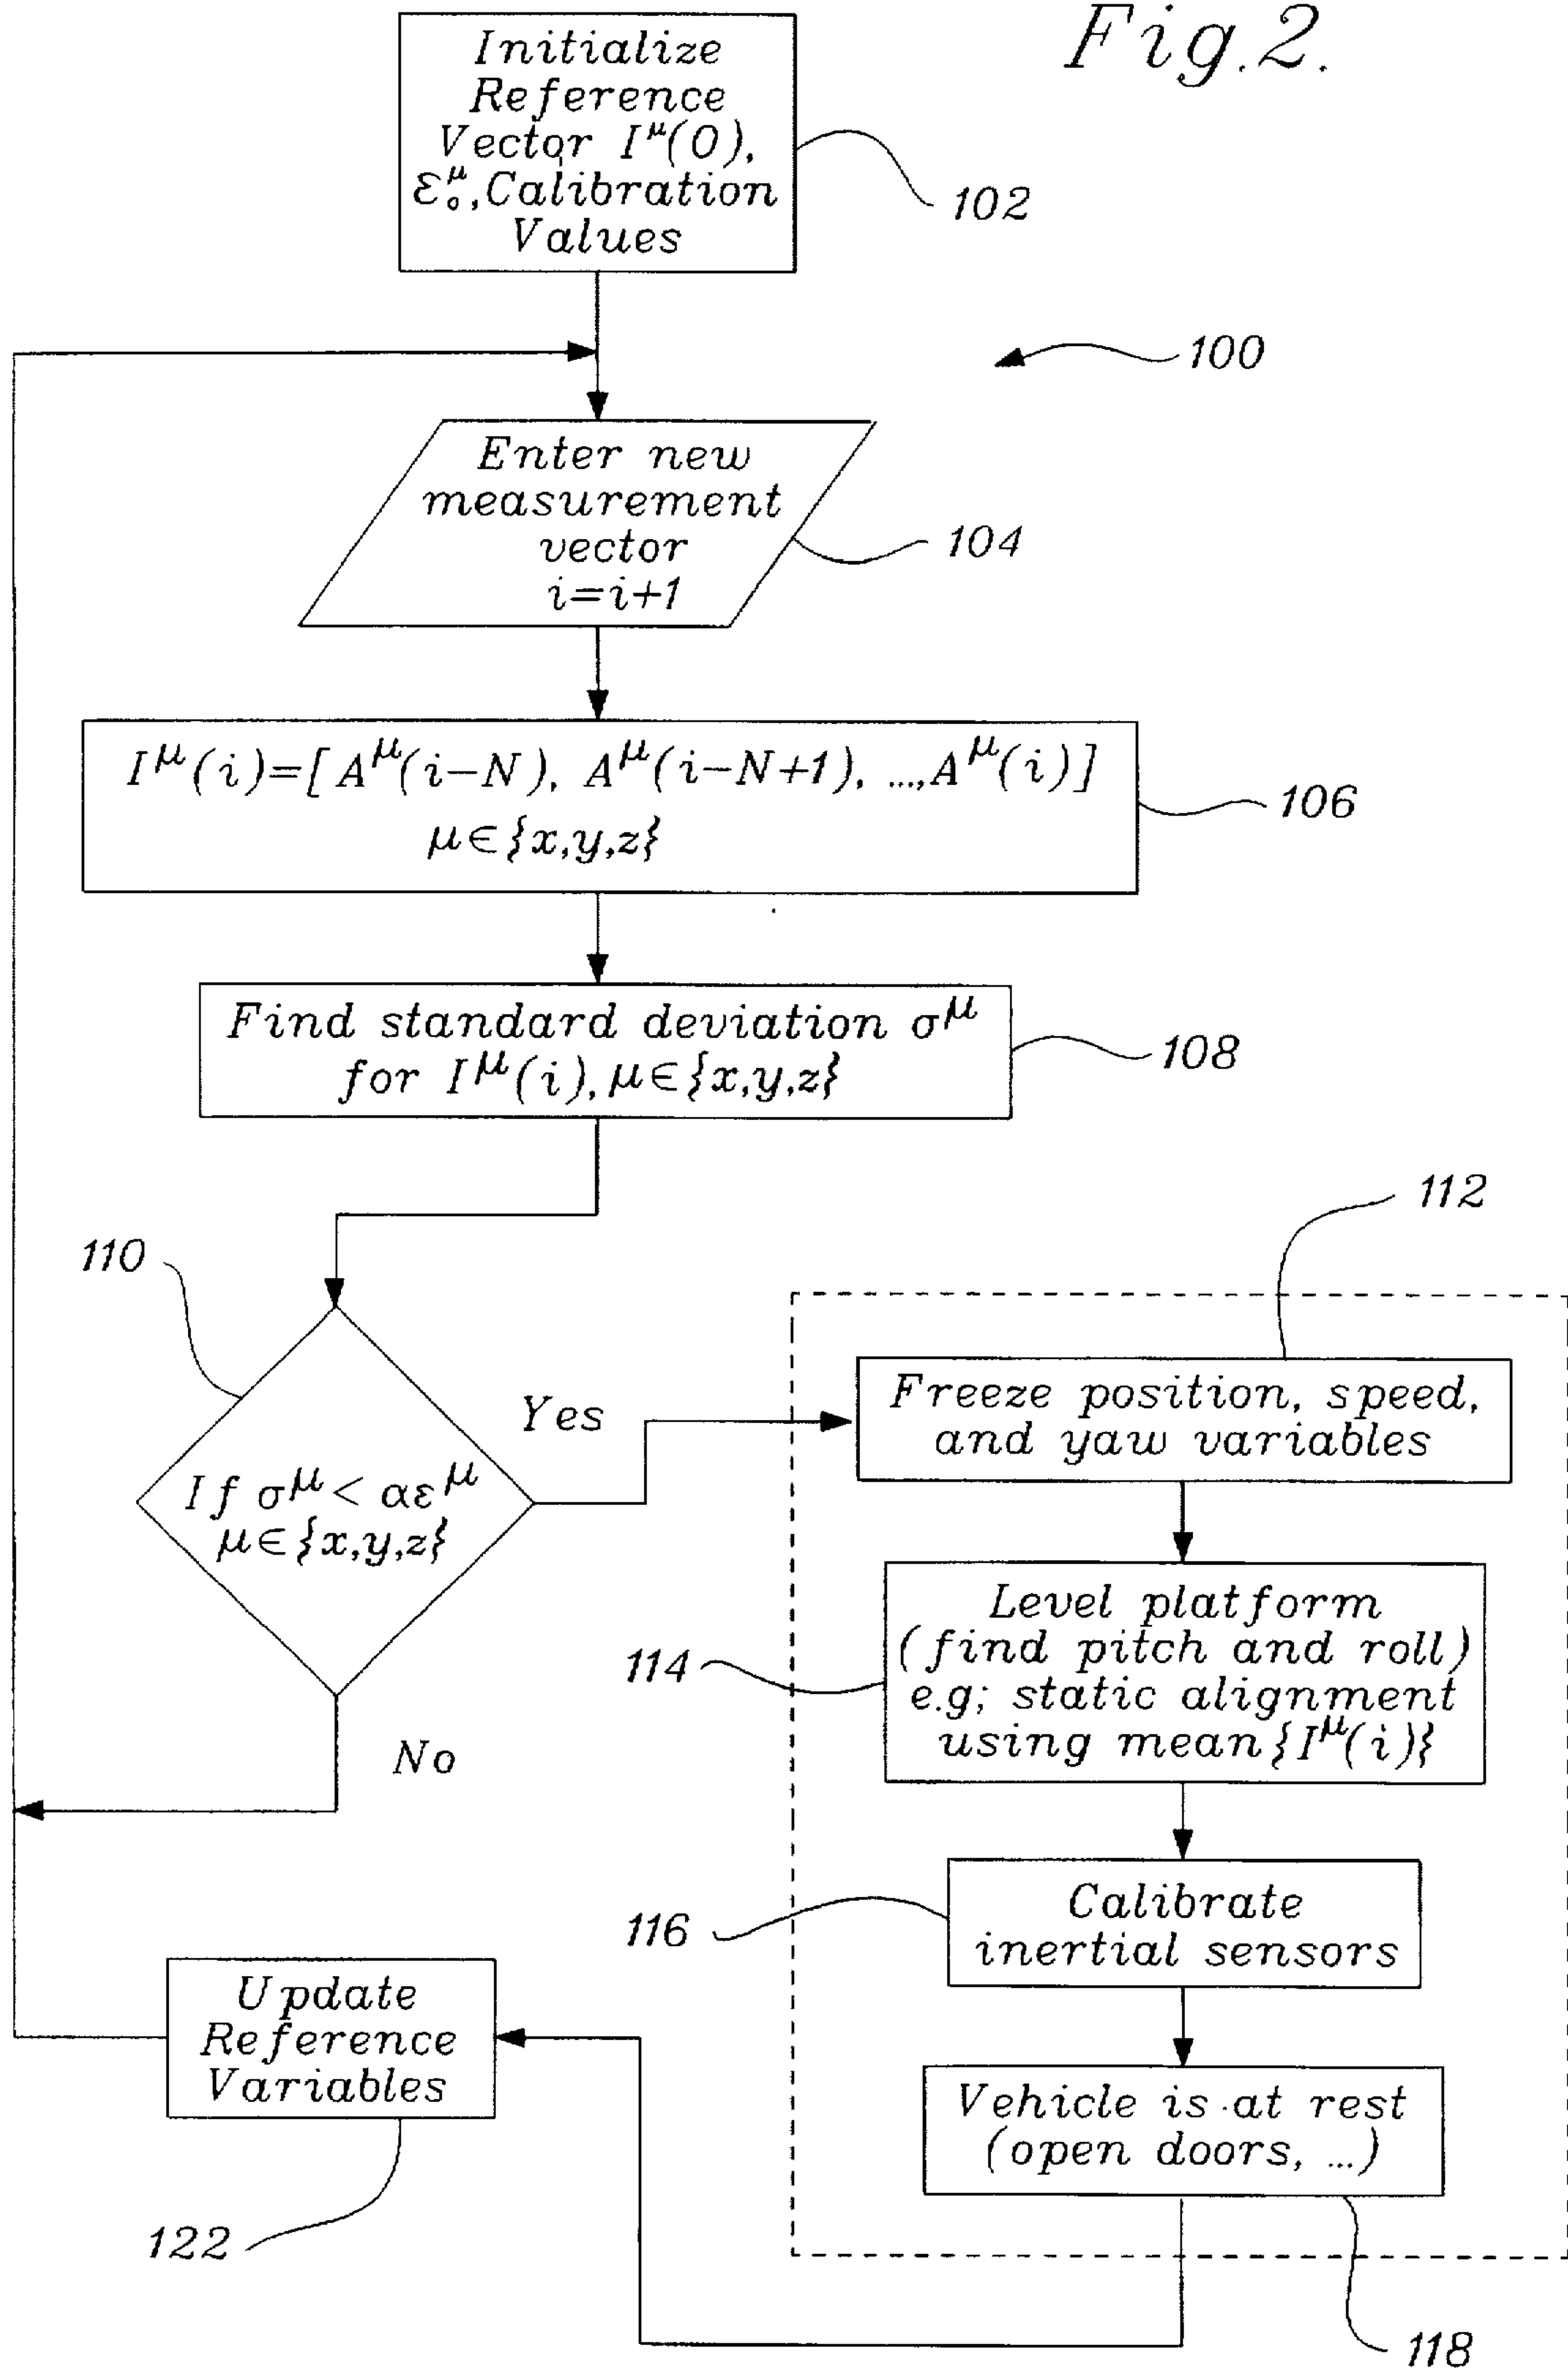 Fig.2.
Initialize
Reference
Vector I^μ(0),
ε₀^μ, Calibration
Values
102
100
Enter new
measurement
vector
i=i+1
104
I^μ(i)=[A^μ(i-N), A^μ(i-N+1), ...,A^μ(i)]
μ∈{x,y,z}
106
Find standard deviation σ^μ
for I^μ(i), μ∈{x,y,z}
108
110
If σ^μ< αε^μ
μ∈{x,y,z}
Yes
No
112
Freeze position, speed,
and yaw variables
114
Level platform
(find pitch and roll)
e.g; static alignment
using mean{I^μ(i)}
116
Calibrate
inertial sensors
Vehicle is at rest
(open doors, ...)
118
Update
Reference
Variables
122